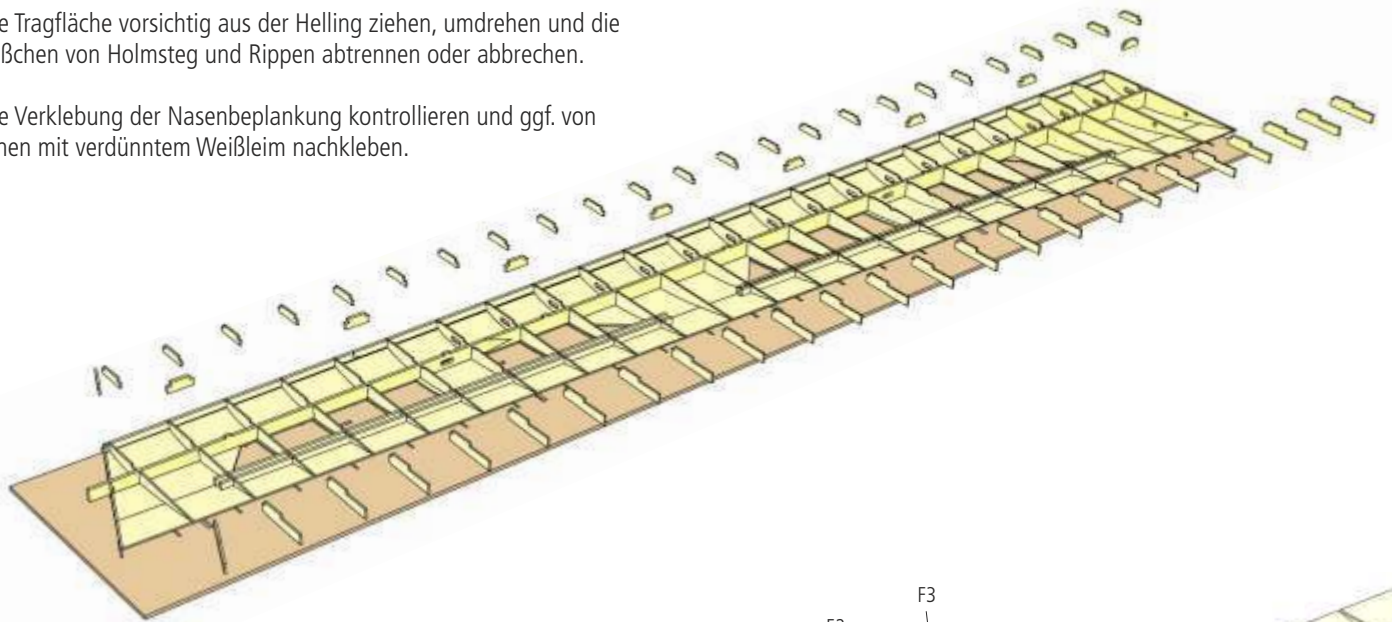 e Tragfläche vorsichtig aus der Helling ziehen, umdrehen und die
ßchen von Holmsteg und Rippen abtrennen oder abbrechen.
e Verklebung der Nasenbeplankung kontrollieren und ggf. von
nen mit verdünntem Weißleim nachkleben.
F3